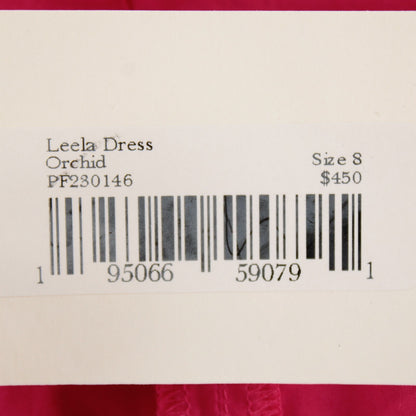 Leela Dress
Orchid Size 8
PF230146 $450
1 95066 59079 1